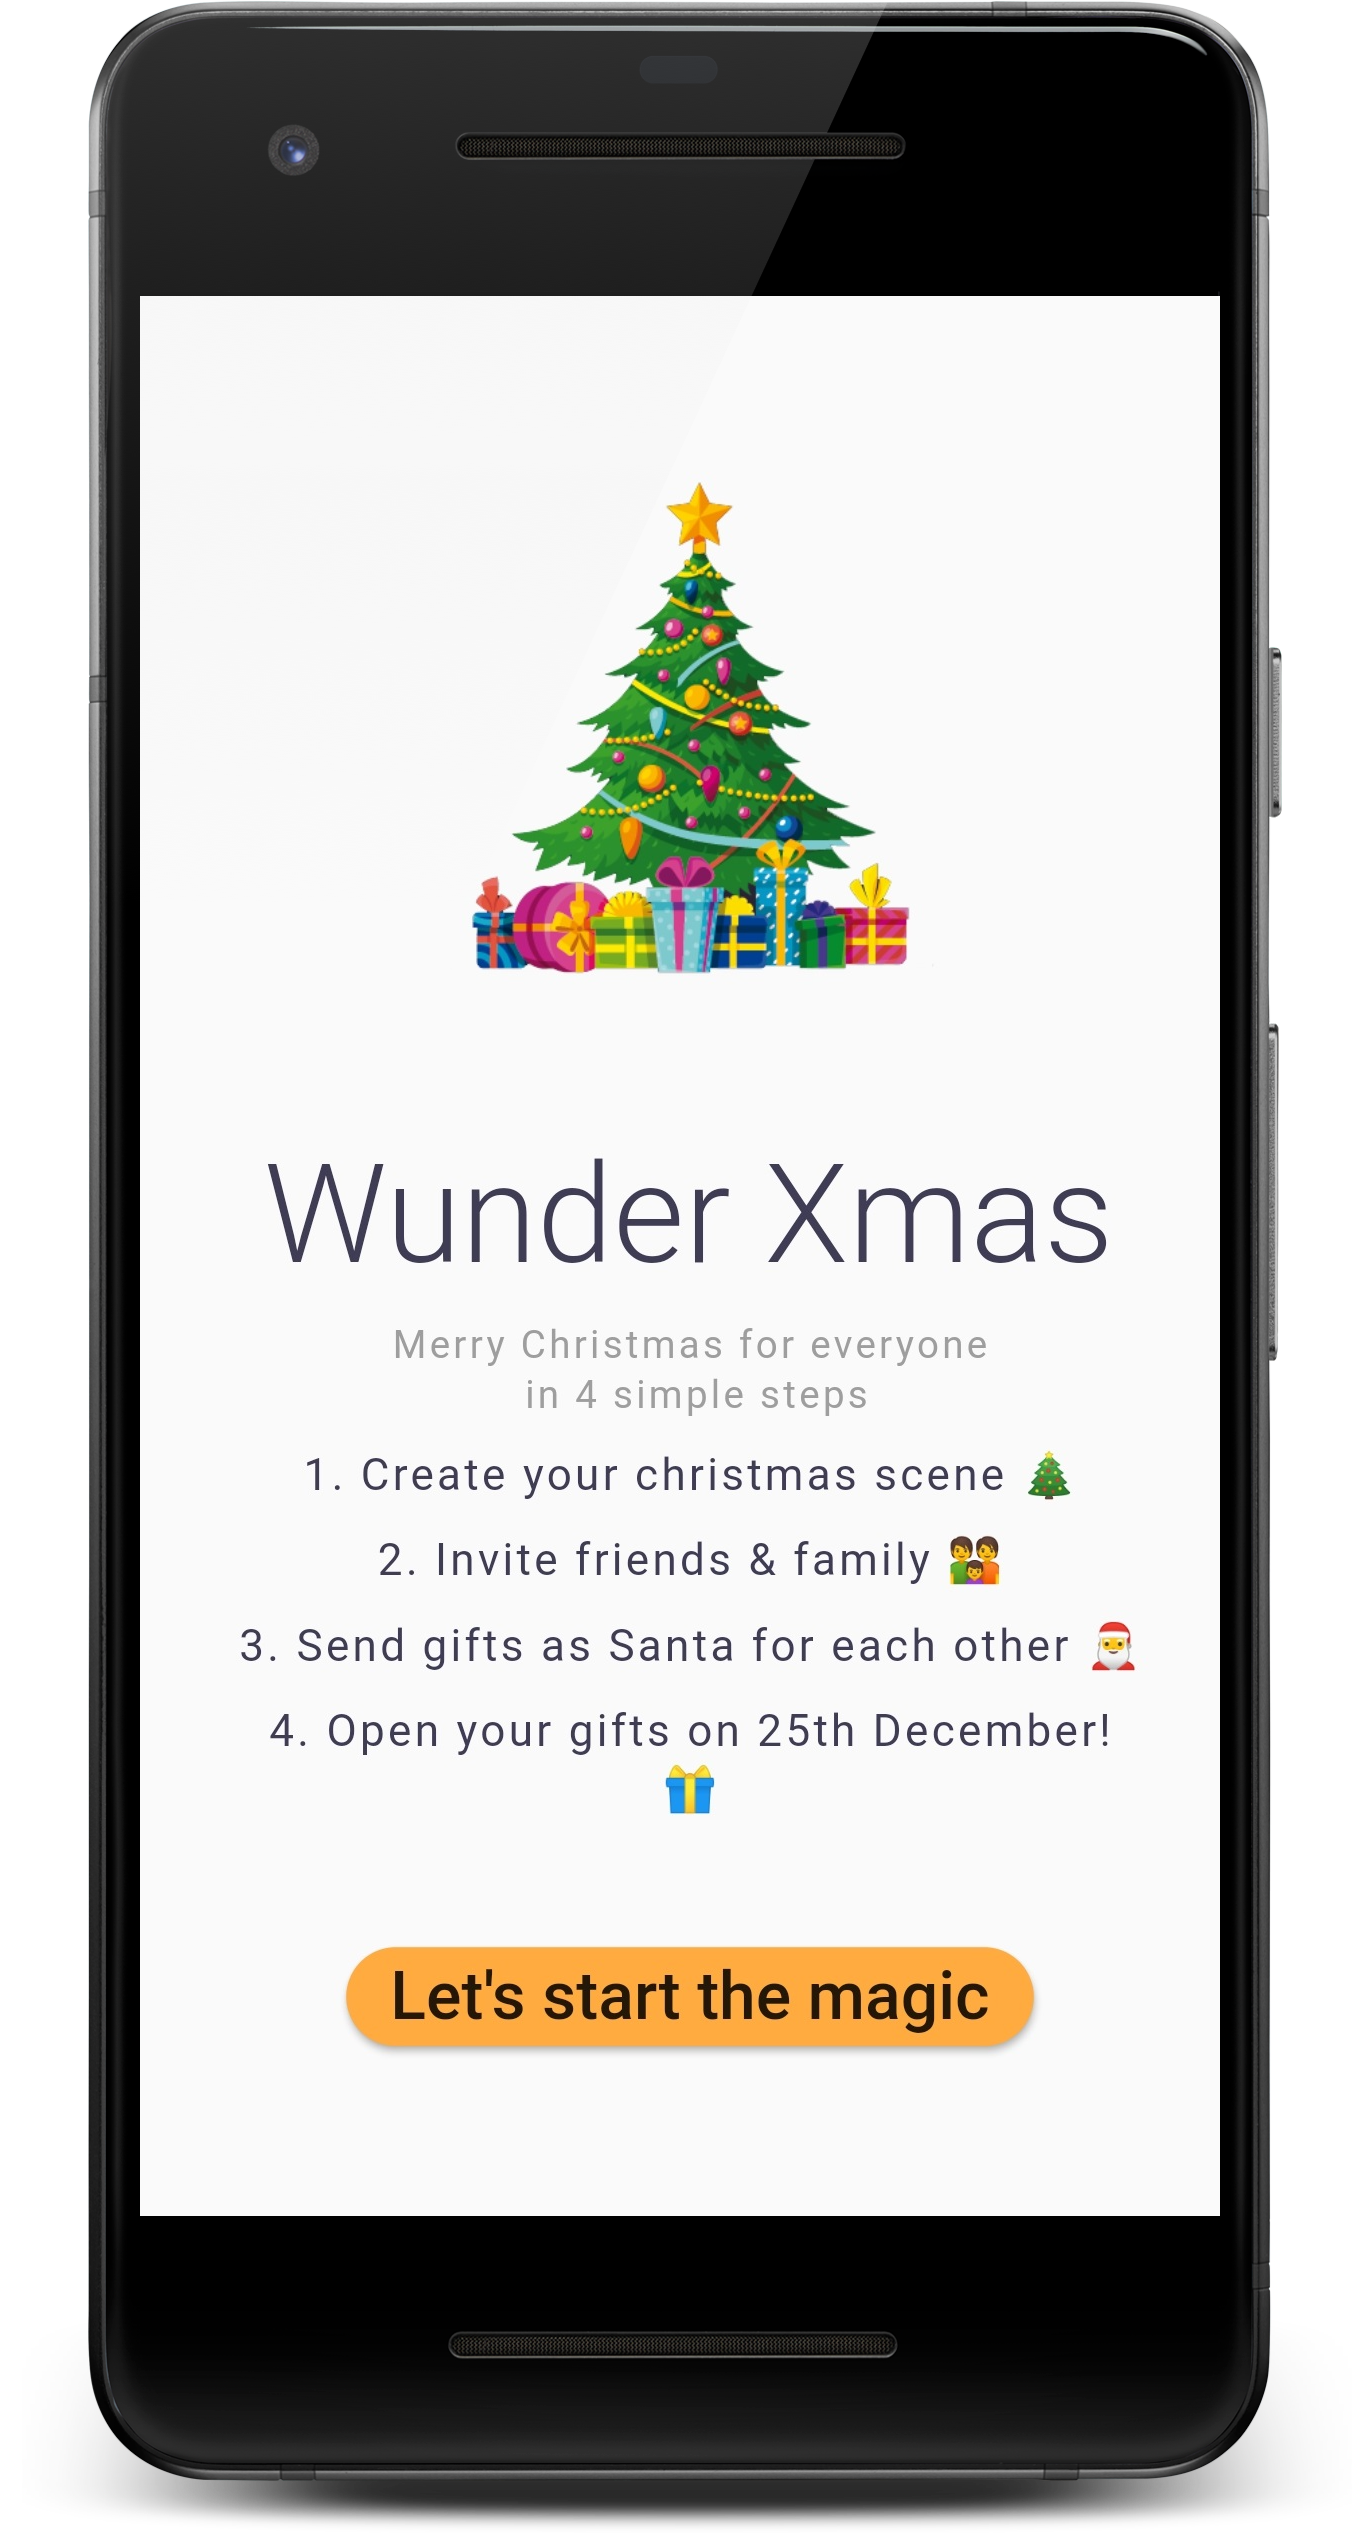 Wunder Xmas
Merry Christmas for everyone
in 4 simple steps
1. Create your christmas scene 🎄
2. Invite friends & family 👪
3. Send gifts as Santa for each other 🎅
4. Open your gifts on 25th December!
🎁
Let's start the magic